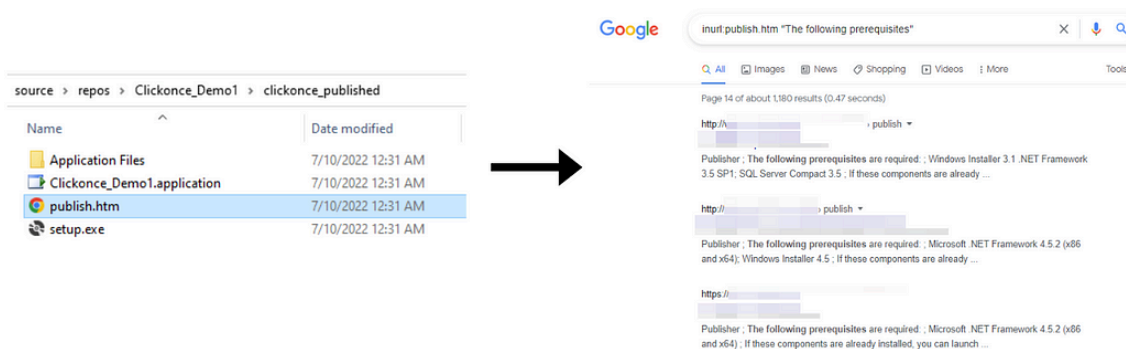 source > repos > Clickonce_Demo1 > clickonce_published
Name Date modified
Application Files 7/10/2022 12:31 AM
Clickonce_Demo1.application 7/10/2022 12:31 AM
publish.htm 7/10/2022 12:31 AM
setup.exe 7/10/2022 12:31 AM
Google
inurl:publish.htm "The following prerequisites"
All Images News Shopping Videos More Tools
Page 14 of about 1,180 results (0.47 seconds)
http:// › publish
Publisher ; The following prerequisites are required: ; Windows Installer 3.1 .NET Framework
3.5 SP1; SQL Server Compact 3.5 ; If these components are already ...
http:// › publish
Publisher ; The following prerequisites are required: ; Microsoft .NET Framework 4.5.2 (x86
and x64); Windows Installer 4.5 ; If these components are already ...
https://
Publisher ; The following prerequisites are required: ; Microsoft .NET Framework 4.5.2 (x86
and x64) ; If these components are already installed, you can launch ...